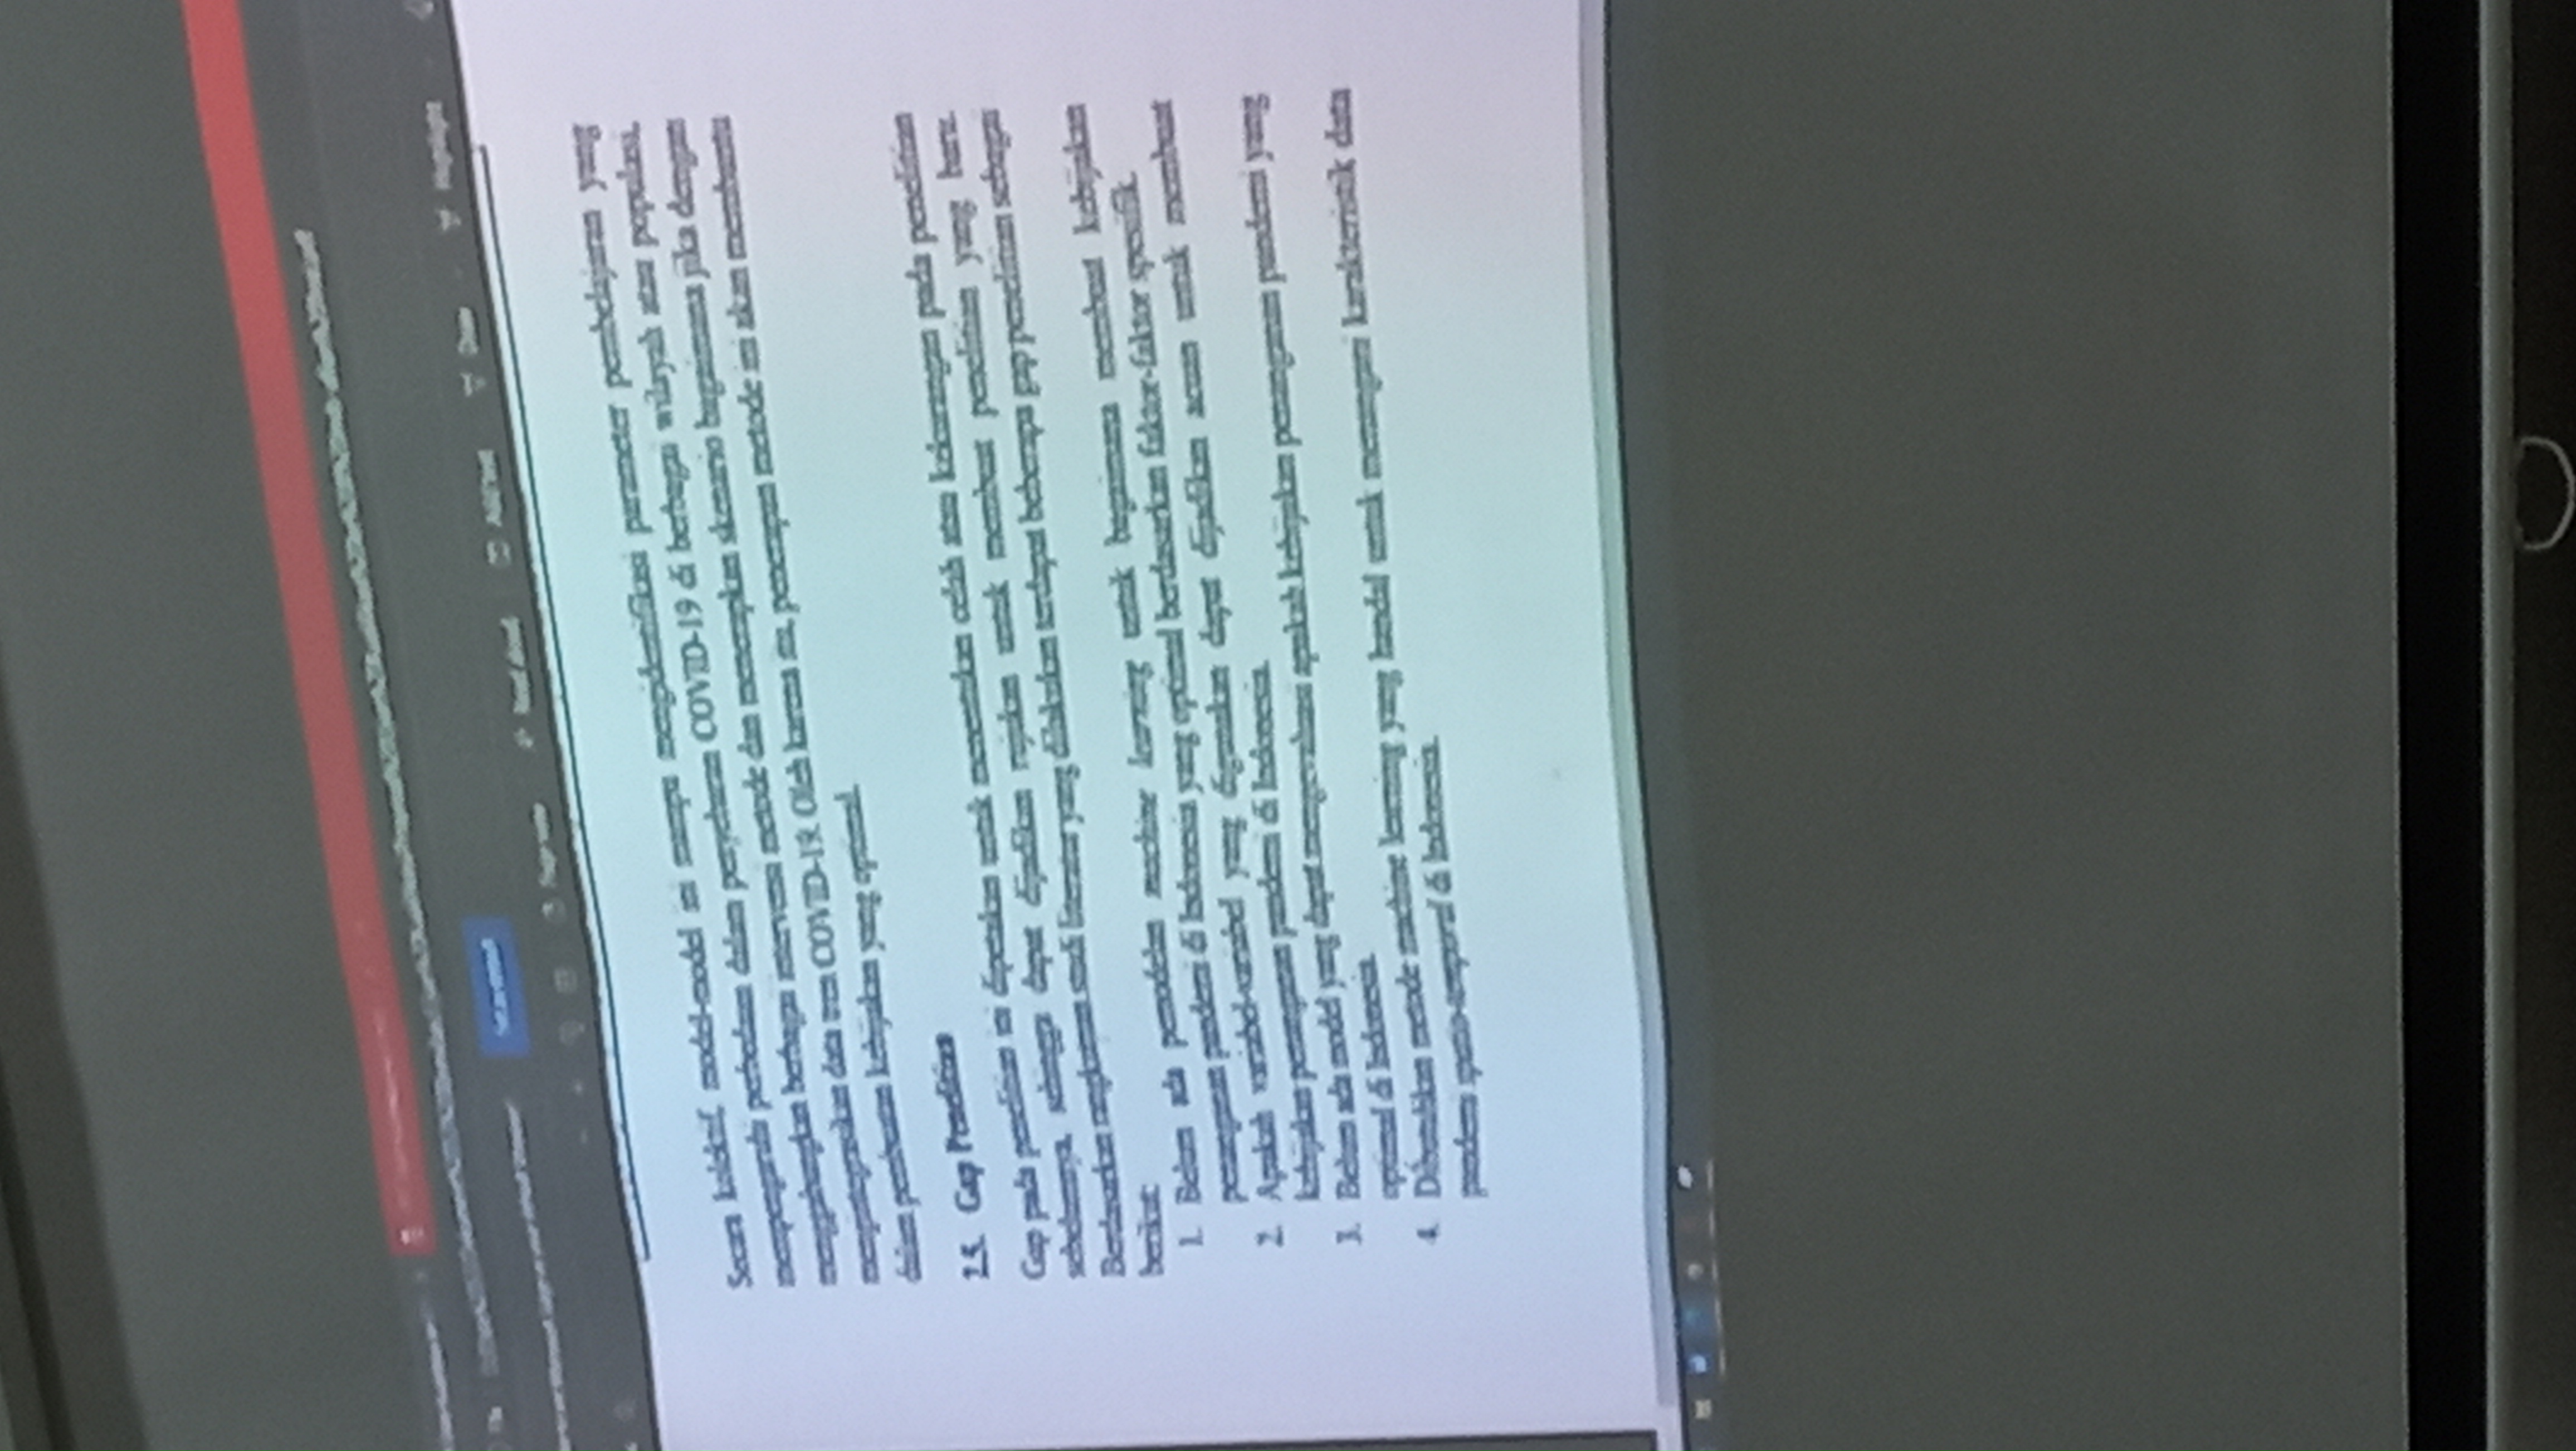 Set as default
Page view
Read aloud
Add text
Draw
Highlight
Secara kolektif, model-model ini mampu mengidentifikasi parameter pembelajaran yang
mempengaruhi perbedaan dalam penyebaran COVID-19 di berbagai wilayah atau populasi,
menggabungkan berbagai intervensi metode dan menerapkan skenario bagaimana jika dengan
mengintegrasikan data tren COVID-19. Oleh karena itu, penerapan metode ini akan membantu
dalam pembuatan kebijakan yang optimal.
2.5. Gap Penelitian
Gap pada penelitian ini dipetakan untuk menentukan celah atau kekurangan pada penelitian
sebelumnya, sehingga dapat dijadikan rujukan untuk membuat penelitian yang baru.
Berdasarkan rangkuman studi literatur yang dilakukan terdapat beberapa gap penelitian sebagai
berikut:
1. Belum ada pemodelan machine learning untuk bagaimana membuat kebijakan
penanganan pandemi di Indonesia yang optimal berdasarkan faktor-faktor spesifik.
2. Apakah variabel-variabel yang digunakan dapat dijadikan acuan untuk membuat
kebijakan penanganan pandemi di Indonesia.
3. Belum ada model yang dapat mengevaluasi apakah kebijakan penanganan pandemi yang
optimal di Indonesia.
4. Dibutuhkan metode machine learning yang handal untuk menangani karakteristik data
pandemi spatio-temporal di Indonesia.